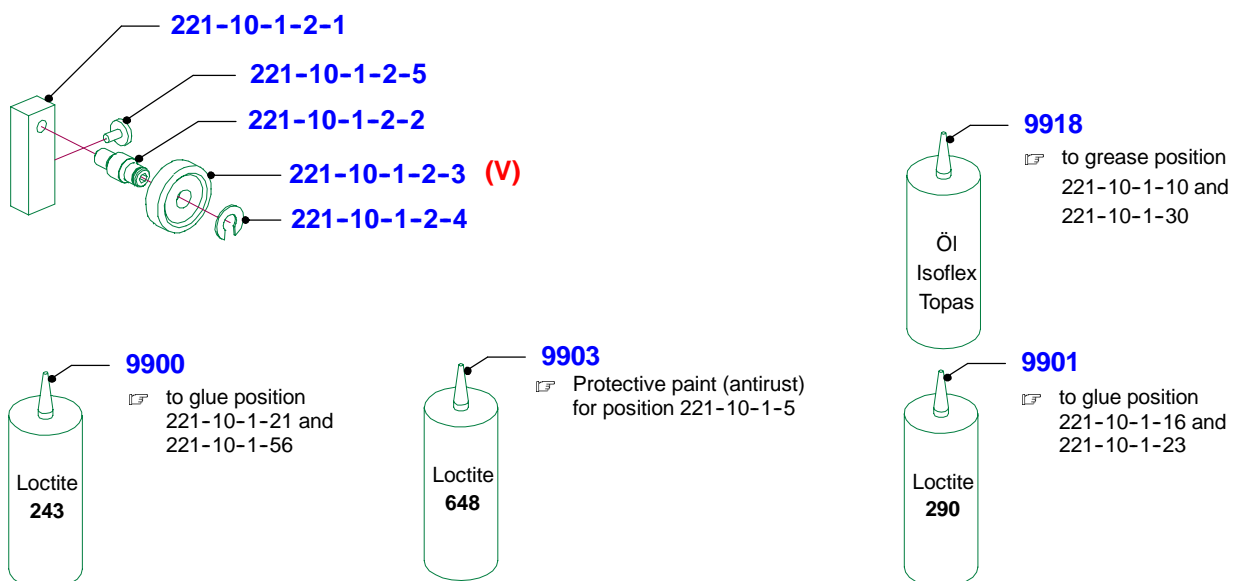 221-10-1-2-1
221-10-1-2-5
221-10-1-2-2
221-10-1-2-3 (V)
221-10-1-2-4
9918
☞ to grease position
221-10-1-10 and
221-10-1-30
Öl
Isoflex
Topas
9900
☞ to glue position
221-10-1-21 and
221-10-1-56
Loctite
243
9903
☞ Protective paint (antirust)
for position 221-10-1-5
Loctite
648
9901
☞ to glue position
221-10-1-16 and
221-10-1-23
Loctite
290